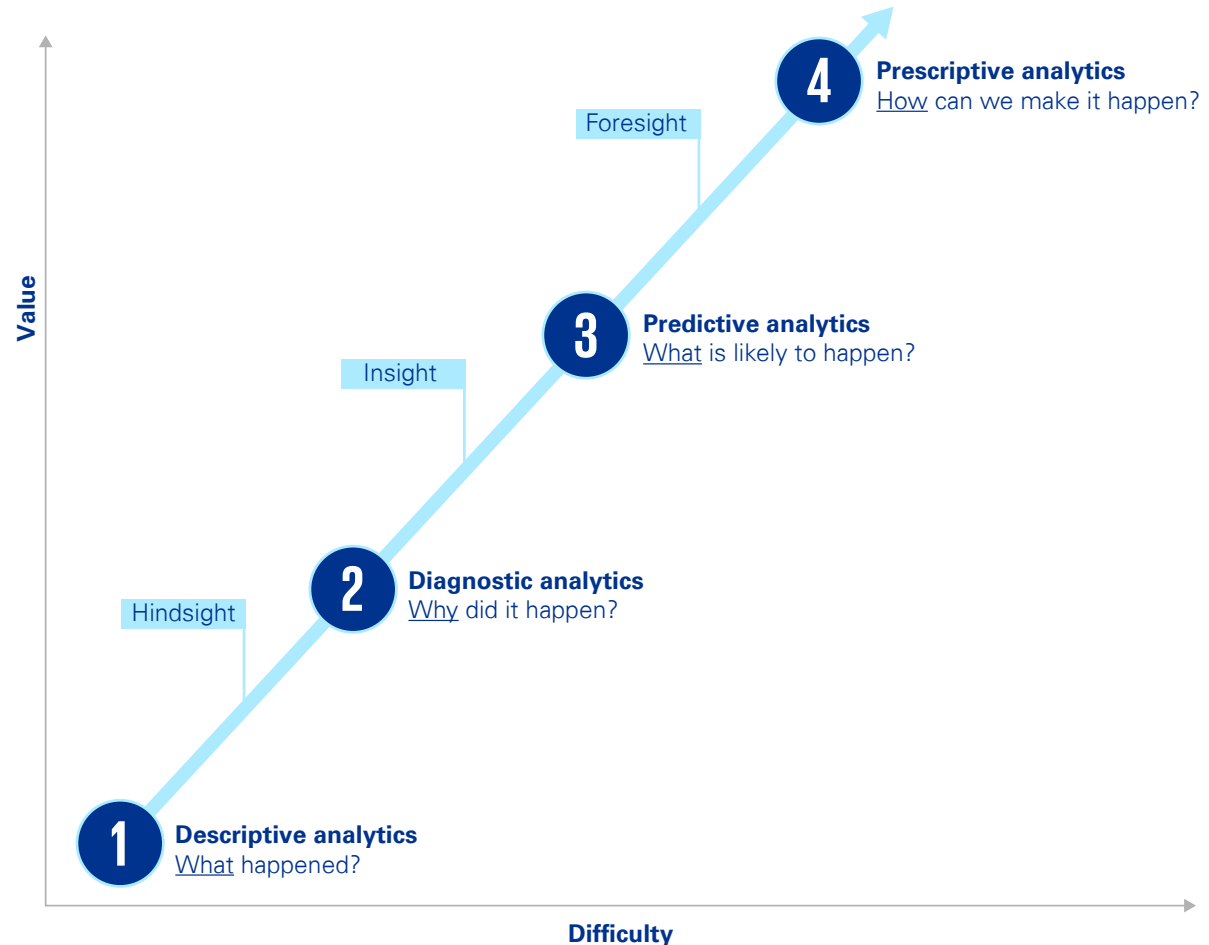 4
Prescriptive analytics
How can we make it happen?
Foresight
Value
3
Predictive analytics
What is likely to happen?
Insight
2
Diagnostic analytics
Why did it happen?
Hindsight
1
Descriptive analytics
What happened?
Difficulty